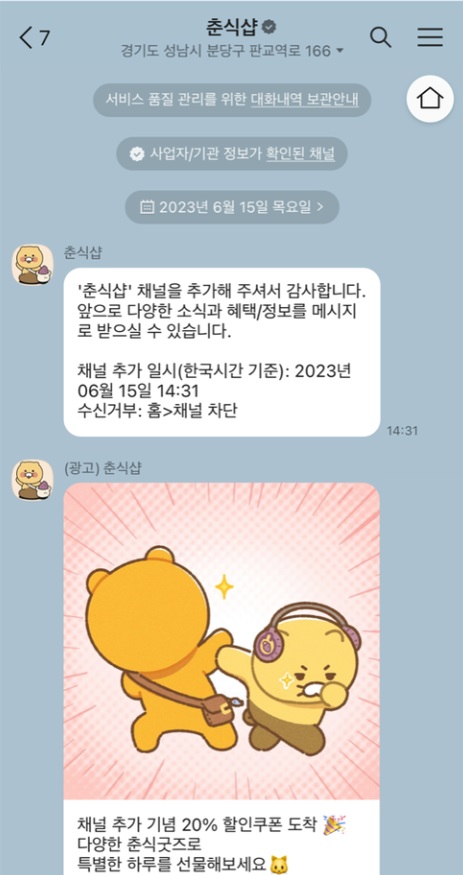 7
춘식샵
경기도 성남시 분당구 판교역로 166
서비스 품질 관리를 위한 대화내역 보관안내
사업자/기관 정보가 확인된 채널
2023년 6월 15일 목요일 >
춘식샵
'춘식샵' 채널을 추가해 주셔서 감사합니다.
앞으로 다양한 소식과 혜택/정보를 메시지
로 받으실 수 있습니다.
채널 추가 일시(한국시간 기준): 2023년
06월 15일 14:31
수신거부: 홈>채널 차단
14:31
(광고) 춘식샵
채널 추가 기념 20% 할인쿠폰 도착 🎉
다양한 춘식굿즈로
특별한 하루를 선물해보세요 🐱